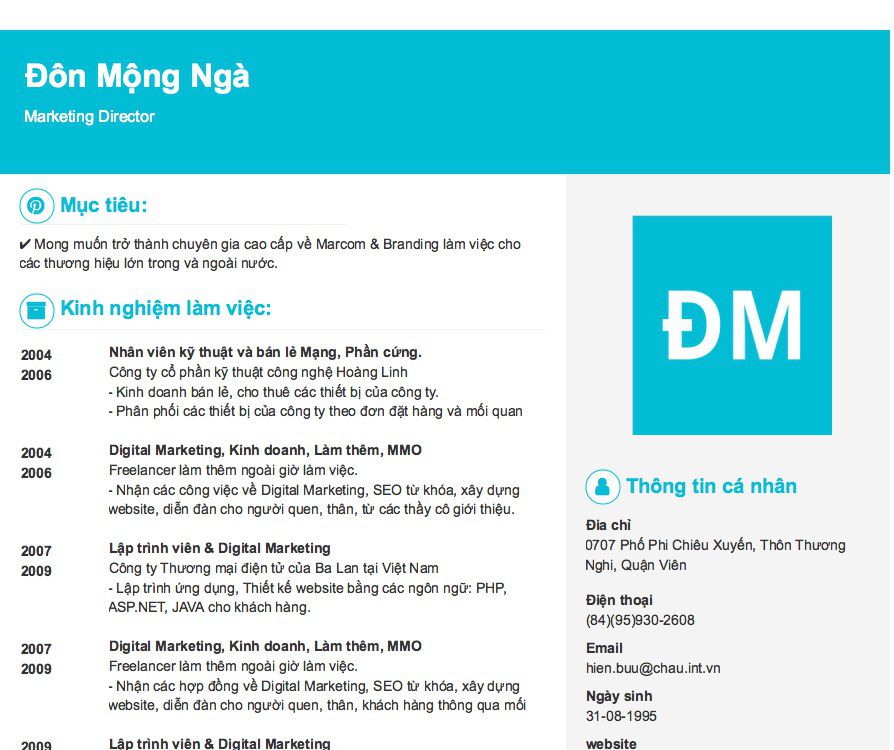 Đôn Mộng Ngà
Marketing Director
Mục tiêu:
✔ Mong muốn trở thành chuyên gia cao cấp về Marcom & Branding làm việc cho
các thương hiệu lớn trong và ngoài nước.
Kinh nghiệm làm việc:
2004
2006
Nhân viên kỹ thuật và bán lẻ Mạng, Phần cứng.
Công ty cổ phần kỹ thuật công nghệ Hoàng Linh
- Kinh doanh bán lẻ, cho thuê các thiết bị của công ty.
- Phân phối các thiết bị của công ty theo đơn đặt hàng và mối quan
2004
2006
Digital Marketing, Kinh doanh, Làm thêm, MMO
Freelancer làm thêm ngoài giờ làm việc.
- Nhận các công việc về Digital Marketing, SEO từ khóa, xây dựng
website, diễn đàn cho người quen, thân, từ các thầy cô giới thiệu.
2007
2009
Lập trình viên & Digital Marketing
Công ty Thương mại điện tử của Ba Lan tại Việt Nam
- Lập trình ứng dụng, Thiết kế website bằng các ngôn ngữ: PHP,
ASP.NET, JAVA cho khách hàng.
2007
2009
Digital Marketing, Kinh doanh, Làm thêm, MMO
Freelancer làm thêm ngoài giờ làm việc.
- Nhận các hợp đồng về Digital Marketing, SEO từ khóa, xây dựng
website, diễn đàn cho người quen, thân, khách hàng thông qua mối
2009
Lập trình viên & Digital Marketing
ĐM
Thông tin cá nhân
Đia chỉ
0707 Phố Phi Chiêu Xuyến, Thôn Thương
Nghi, Quận Viên
Điện thoại
(84)(95)930-2608
Email
hien.buu@chau.int.vn
Ngày sinh
31-08-1995
website